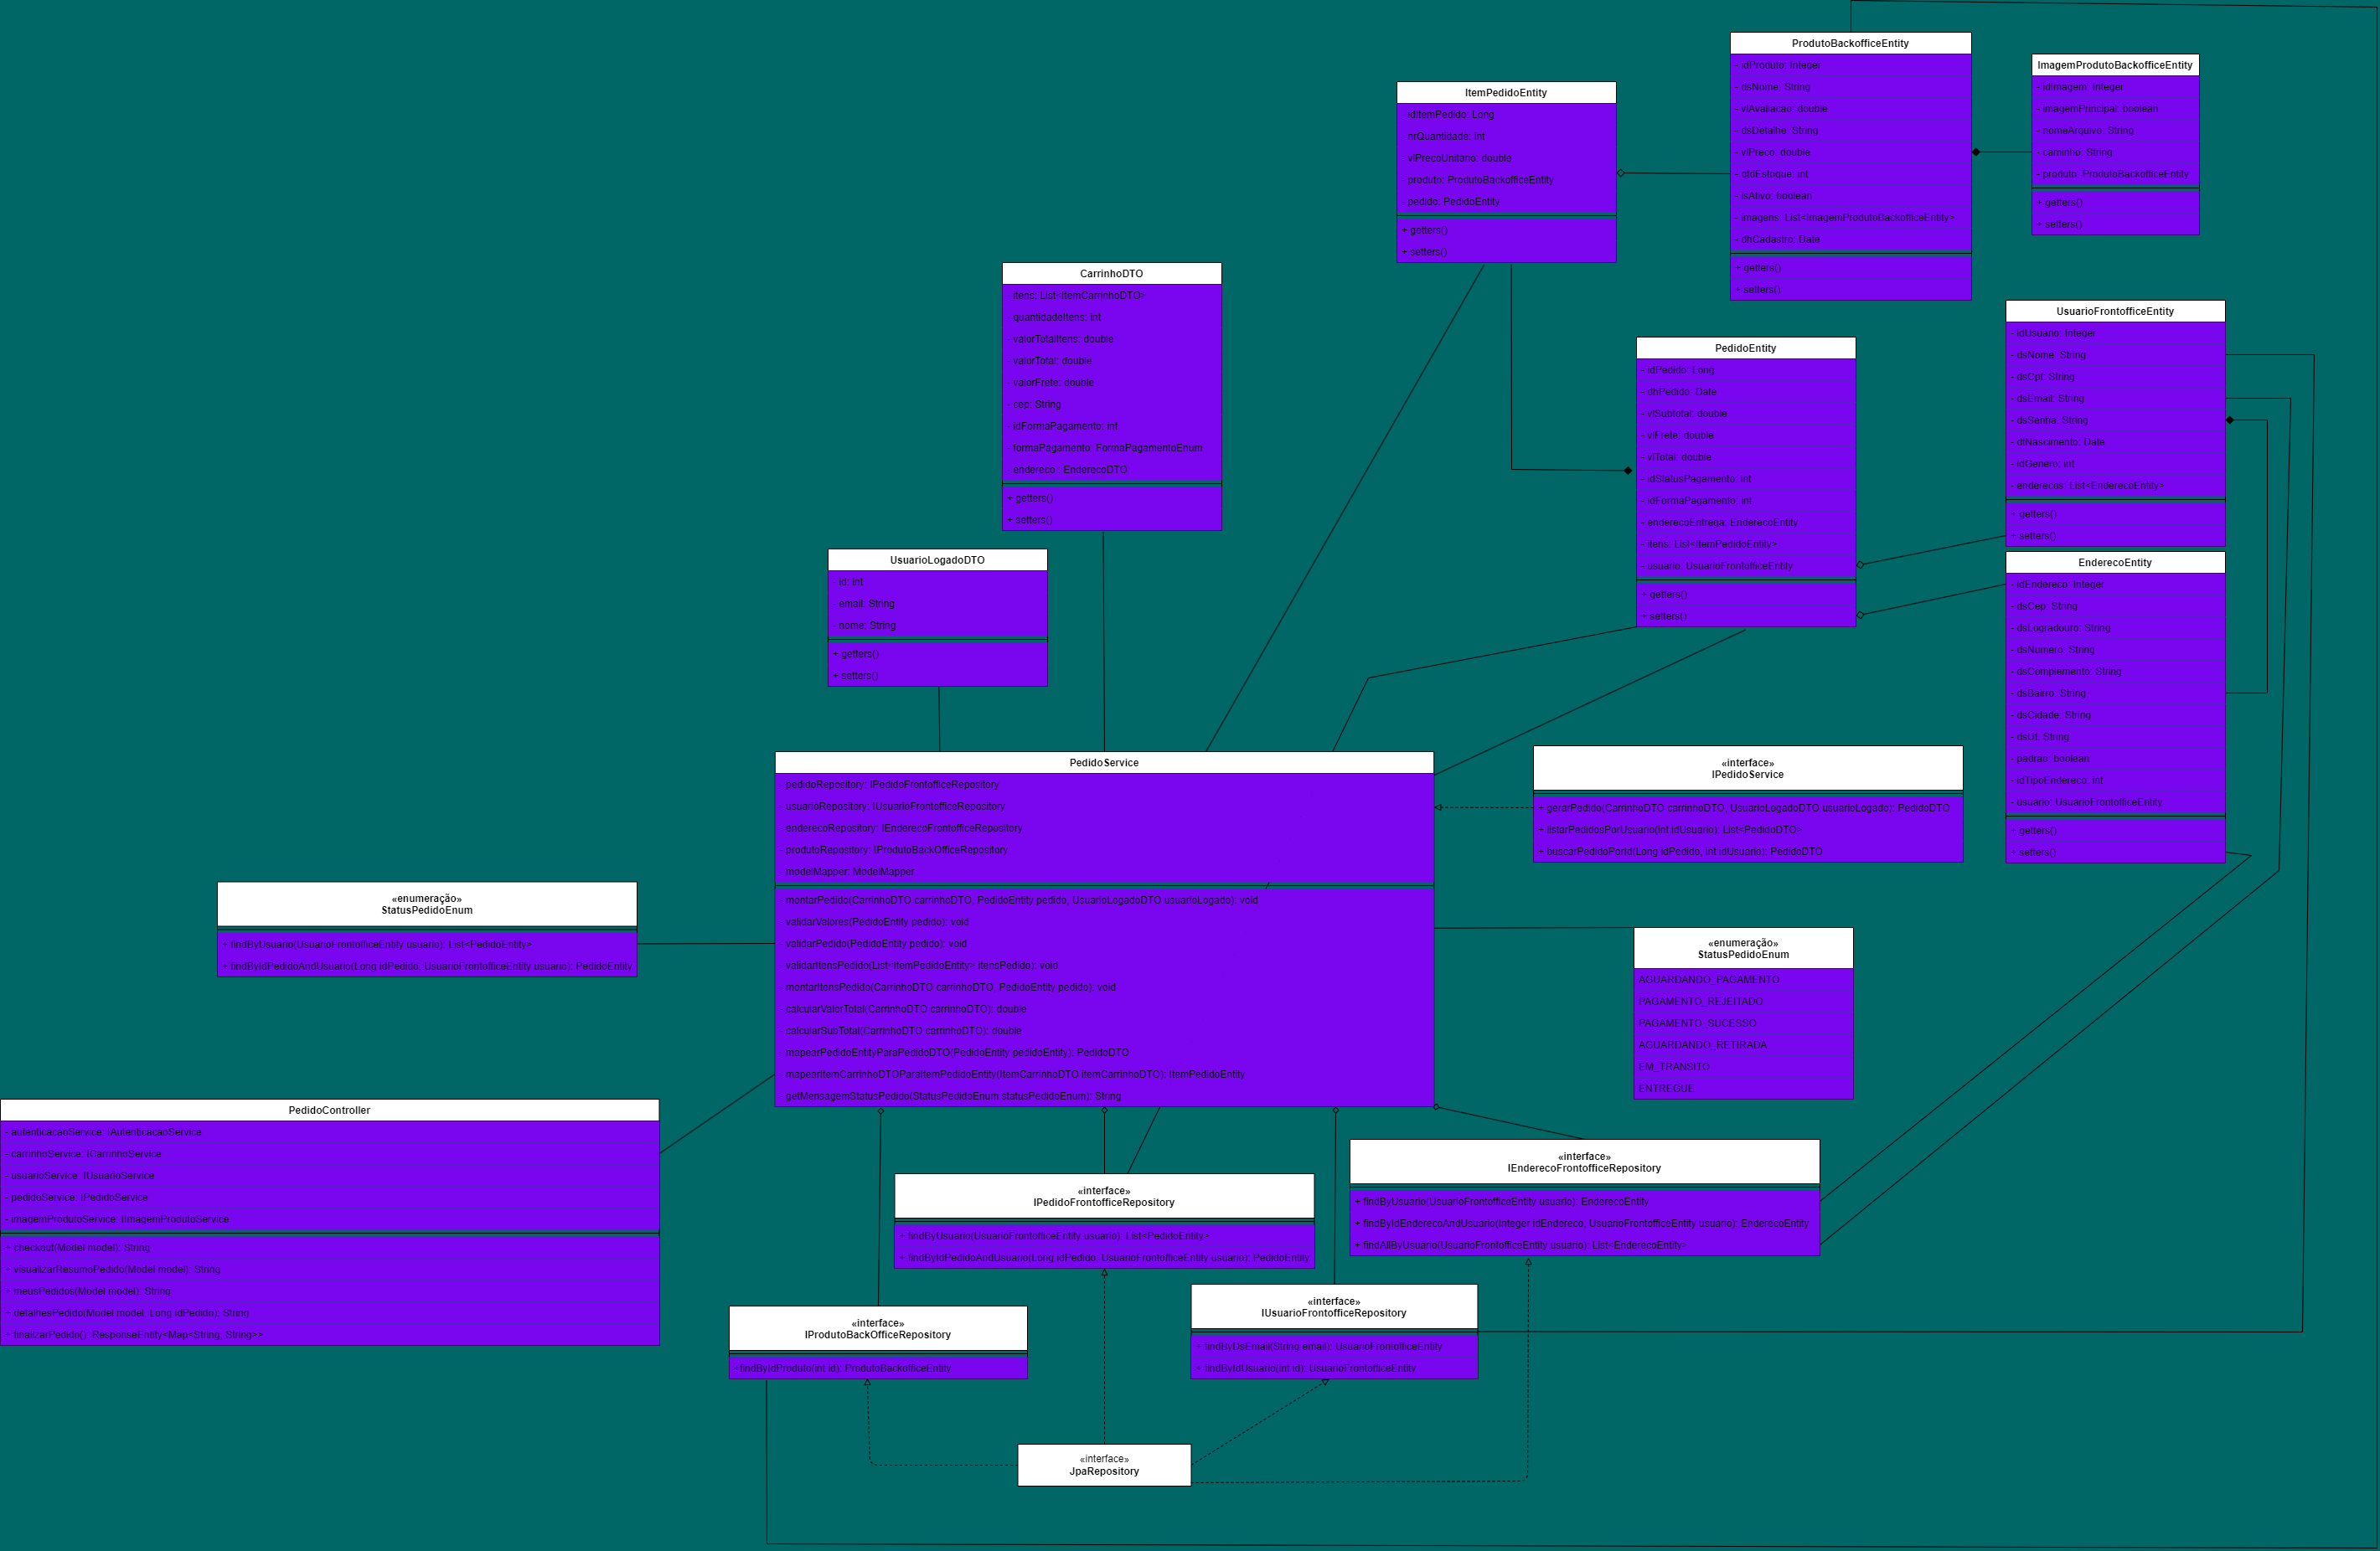 ProdutoBackofficeEntity
- idProduto: Integer
- dsNome: String
- vlAvaliacao: double
- dsDetalhe: String
- vlPreco: double
- qtdEstoque: int
- isAtivo: boolean
- imagens: List<ImagemProdutoBackofficeEntity>
- dhCadastro: Date
+ getters()
+ setters()
ImagemProdutoBackofficeEntity
- idImagem: Integer
- imagemPrincipal: boolean
- nomeArquivo: String
- caminho: String
- produto: ProdutoBackofficeEntity
+ getters()
+ setters()
ItemPedidoEntity
- idItemPedido: Long
- nrQuantidade: int
- vlPrecoUnitario: double
- produto: ProdutoBackofficeEntity
- pedido: PedidoEntity
+ getters()
+ setters()
CarrinhoDTO
- itens: List<ItemCarrinhoDTO>
- quantidadeItens: int
- valorTotalItens: double
- valorTotal: double
- valorFrete: double
- cep: String
- idFormaPagamento: int
- formaPagamento: FormaPagamentoEnum
- endereco : EnderecoDTO
+ getters()
+ setters()
UsuarioFrontofficeEntity
- idUsuario: Integer
- dsNome: String
- dsCpf: String
- dsEmail: String
- dsSenha: String
- dtNascimento: Date
- idGenero: int
- enderecos: List<EnderecoEntity>
+ getters()
+ setters()
PedidoEntity
- idPedido: Long
- dhPedido: Date
- vlSubtotal: double
- vlFrete: double
- vlTotal: double
- idStatusPagamento: int
- idFormaPagamento: int
- enderecoEntrega: EnderecoEntity
- itens: List<ItemPedidoEntity>
- usuario: UsuarioFrontofficeEntity
+ getters()
+ setters()
UsuarioLogadoDTO
- id: int
- email: String
- nome: String
+ getters()
+ setters()
EnderecoEntity
- idEndereco: Integer
- dsCep: String
- dsLogradouro: String
- dsNumero: String
- dsComplemento: String
- dsBairro: String
- dsCidade: String
- dsUf: String
- padrao: boolean
- idTipoEndereco: int
- usuario: UsuarioFrontofficeEntity
+ getters()
+ setters()
PedidoService
- pedidoRepository: IPedidoFrontofficeRepository
- usuarioRepository: IUsuarioFrontofficeRepository
- enderecoRepository: IEnderecoFrontofficeRepository
- produtoRepository: IProdutoBackOfficeRepository
- modelMapper: ModelMapper
- montarPedido(CarrinhoDTO carrinhoDTO, PedidoEntity pedido, UsuarioLogadoDTO usuarioLogado): void
- validarValores(PedidoEntity pedido): void
- validarPedido(PedidoEntity pedido): void
- validarItensPedido(List<ItemPedidoEntity> itensPedido): void
- montarItensPedido(CarrinhoDTO carrinhoDTO, PedidoEntity pedido): void
- calcularValorTotal(CarrinhoDTO carrinhoDTO): double
- calcularSubTotal(CarrinhoDTO carrinhoDTO): double
- mapearPedidoEntityParaPedidoDTO(PedidoEntity pedidoEntity): PedidoDTO
- mapearItemCarrinhoDTOParaItemPedidoEntity(ItemCarrinhoDTO itemCarrinhoDTO): ItemPedidoEntity
- getMensagemStatusPedido(StatusPedidoEnum statusPedidoEnum): String
«interface»
IPedidoService
+ gerarPedido(CarrinhoDTO carrinhoDTO, UsuarioLogadoDTO usuarioLogado): PedidoDTO
+ listarPedidosPorUsuario(int idUsuario): List<PedidoDTO>
+ buscarPedidoPorId(Long idPedido, int idUsuario): PedidoDTO
«enumeração»
StatusPedidoEnum
+ findByUsuario(UsuarioFrontofficeEntity usuario): List<PedidoEntity>
+ findByIdPedidoAndUsuario(Long idPedido, UsuarioFrontofficeEntity usuario): PedidoEntity
«enumeração»
StatusPedidoEnum
AGUARDANDO_PAGAMENTO
PAGAMENTO_REJEITADO
PAGAMENTO_SUCESSO
AGUARDANDO_RETIRADA
EM_TRANSITO
ENTREGUE
PedidoController
- autenticacaoService: IAutenticacaoService
- carrinhoService: ICarrinhoService
- usuarioService: IUsuarioService
- pedidoService: IPedidoService
- imagemProdutoService: IImagemProdutoService
+ checkout(Model model): String
+ visualizarResumoPedido(Model model): String
+ meusPedidos(Model model): String
+ detalhesPedido(Model model, Long idPedido): String
+ finalizarPedido(): ResponseEntity<Map<String, String>>
«interface»
IEnderecoFrontofficeRepository
+ findByUsuario(UsuarioFrontofficeEntity usuario): EnderecoEntity
+ findByIdEnderecoAndUsuario(Integer idEndereco, UsuarioFrontofficeEntity usuario): EnderecoEntity
+ findAllByUsuario(UsuarioFrontofficeEntity usuario): List<EnderecoEntity>
«interface»
IPedidoFrontofficeRepository
+ findByUsuario(UsuarioFrontofficeEntity usuario): List<PedidoEntity>
+ findByIdPedidoAndUsuario(Long idPedido, UsuarioFrontofficeEntity usuario): PedidoEntity
«interface»
IUsuarioFrontofficeRepository
+ findByDsEmail(String email): UsuarioFrontofficeEntity
+ findByIdUsuario(int id): UsuarioFrontofficeEntity
«interface»
IProdutoBackOfficeRepository
+findByIdProduto(int id): ProdutoBackofficeEntity
«interface»
JpaRepository